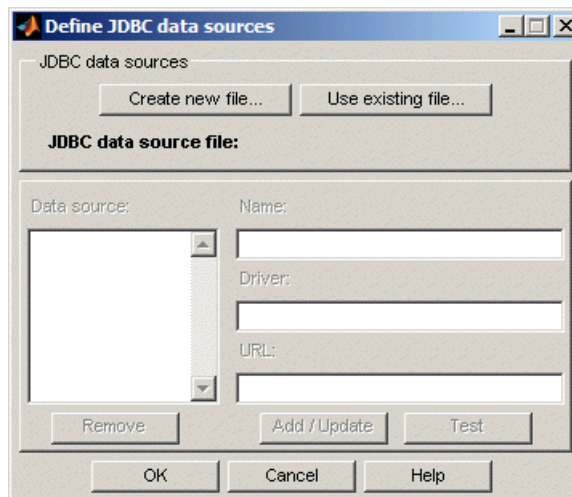 Define JDBC data sources
JDBC data sources
Create new file... Use existing file...
JDBC data source file:
Data source: Name:
Driver:
URL:
Remove Add / Update Test
OK Cancel Help